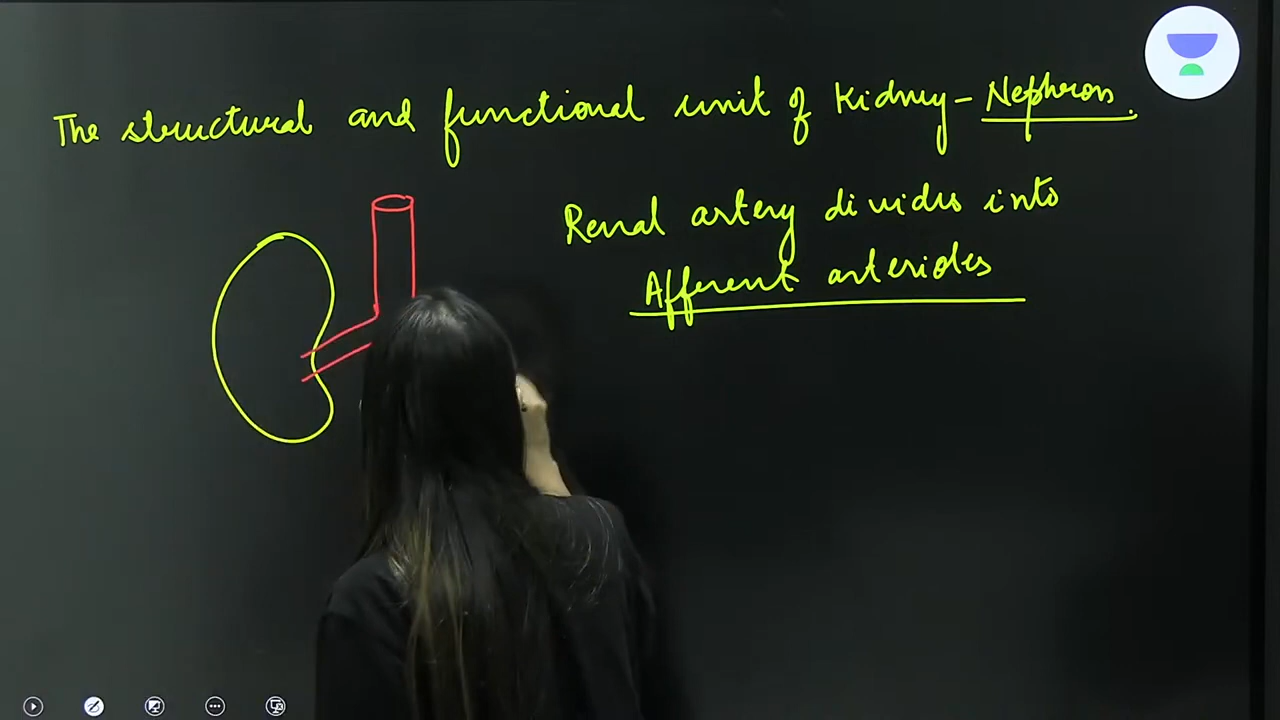 The structural and functional unit of Kidney - Nephron.
Renal artery divides into
Afferent arterioles